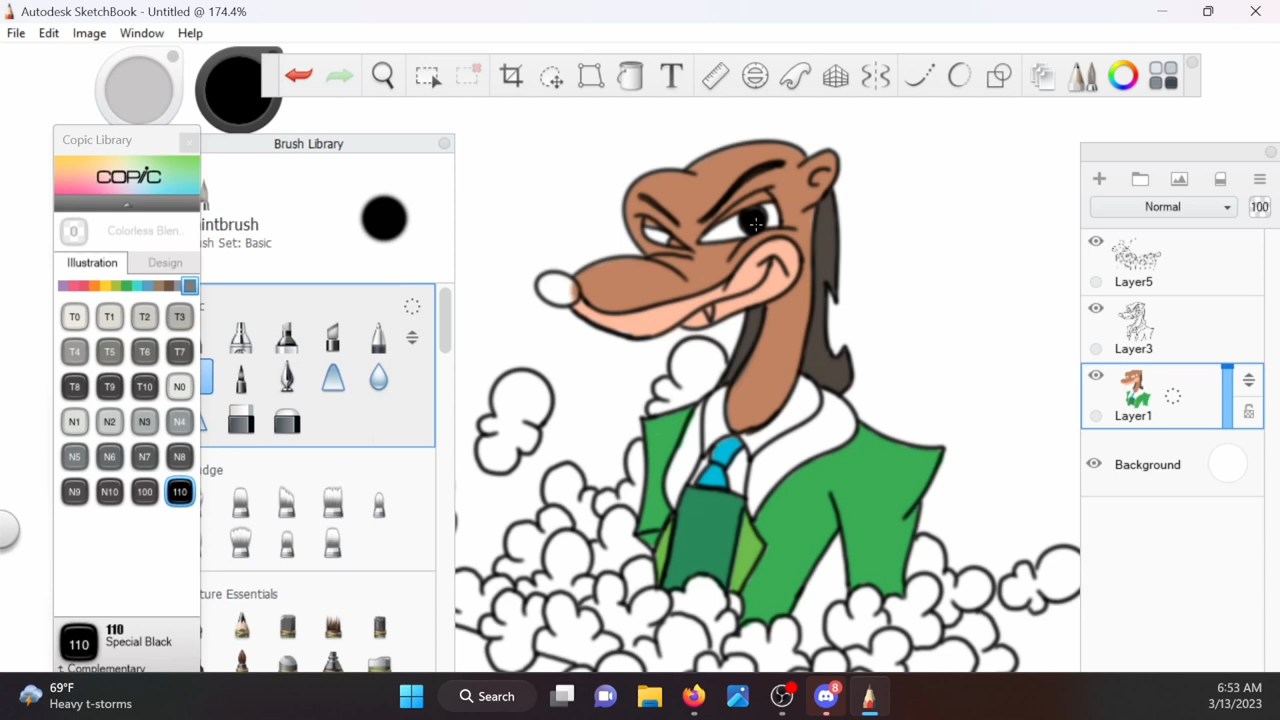 Autodesk SketchBook - Untitled @ 174.4%
File Edit Image Window Help
T
Copic Library
COPIC
0 Colorless Blen..
Illustration Design
T0 T1 T2 T3
T4 T5 T6 T7
T8 T9 T10 N0
N1 N2 N3 N4
N5 N6 N7 N8
N9 N10 100 110
110 110
Special Black
Complementary
Brush Library
intbrush
sh Set: Basic
c
dge
ture Essentials
Normal 100
Layer5
Layer3
Layer1
Background
69°F
Heavy t-storms
Search
8
6:53 AM
3/13/2023